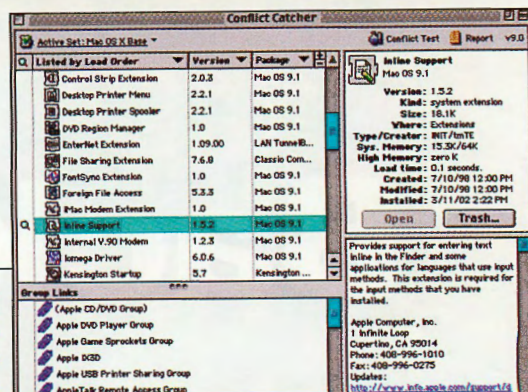 Conflict Catcher
Active Set: Mac OS X Base
Conflict Test
Report
v9.0
Listed by Load Order
Version
Package
Control Strip Extension 2.0.3 Mac OS 9.1
Desktop Printer Menu 2.2.1 Mac OS 9.1
Desktop Printer Spooler 2.2.1 Mac OS 9.1
DVD Region Manager 1.0 Mac OS 9.1
EnterNet Extension 1.09.00 LAN TunnelB...
File Sharing Extension 7.6.8 Classic Com...
FontSync Extension 1.0 Mac OS 9.1
Foreign File Access 5.3.3 Mac OS 9.1
iMac Modem Extension 1.0 Mac OS 9.1
Inline Support 1.5.2 Mac OS 9.1
Internal V.90 Modem 1.2.3 Mac OS 9.1
Iomega Driver 6.0.6 Mac OS 9.1
Kensington Startup 5.7 Kensington ...
Group Links
(Apple CD/DVD Group)
Apple DVD Player Group
Apple Game Sprockets Group
Apple IX3D
Apple USB Printer Sharing Group
AppleTalk Remote Access Group
Inline Support
Mac OS 9.1
Version: 1.5.2
Kind: system extension
Size: 18.1K
Where: Extensions
Type/Creator: INIT/tmTE
Sys. Memory: 15.3K/64K
High Memory: zero K
Load time: 0.1 seconds.
Created: 7/10/98 12:00 PM
Modified: 7/10/98 12:00 PM
Installed: 3/11/02 2:22 PM
Open
Trash...
Provides support for entering text
inline in the Finder and some
applications for languages that use input
methods. This extension is required for
the input methods that you have
installed.
Apple Computer, Inc.
1 Infinite Loop
Cupertino, CA 95014
Phone: 408-996-1010
Fax: 408-996-0275
Updates:
http://www.info.apple.com/support/s